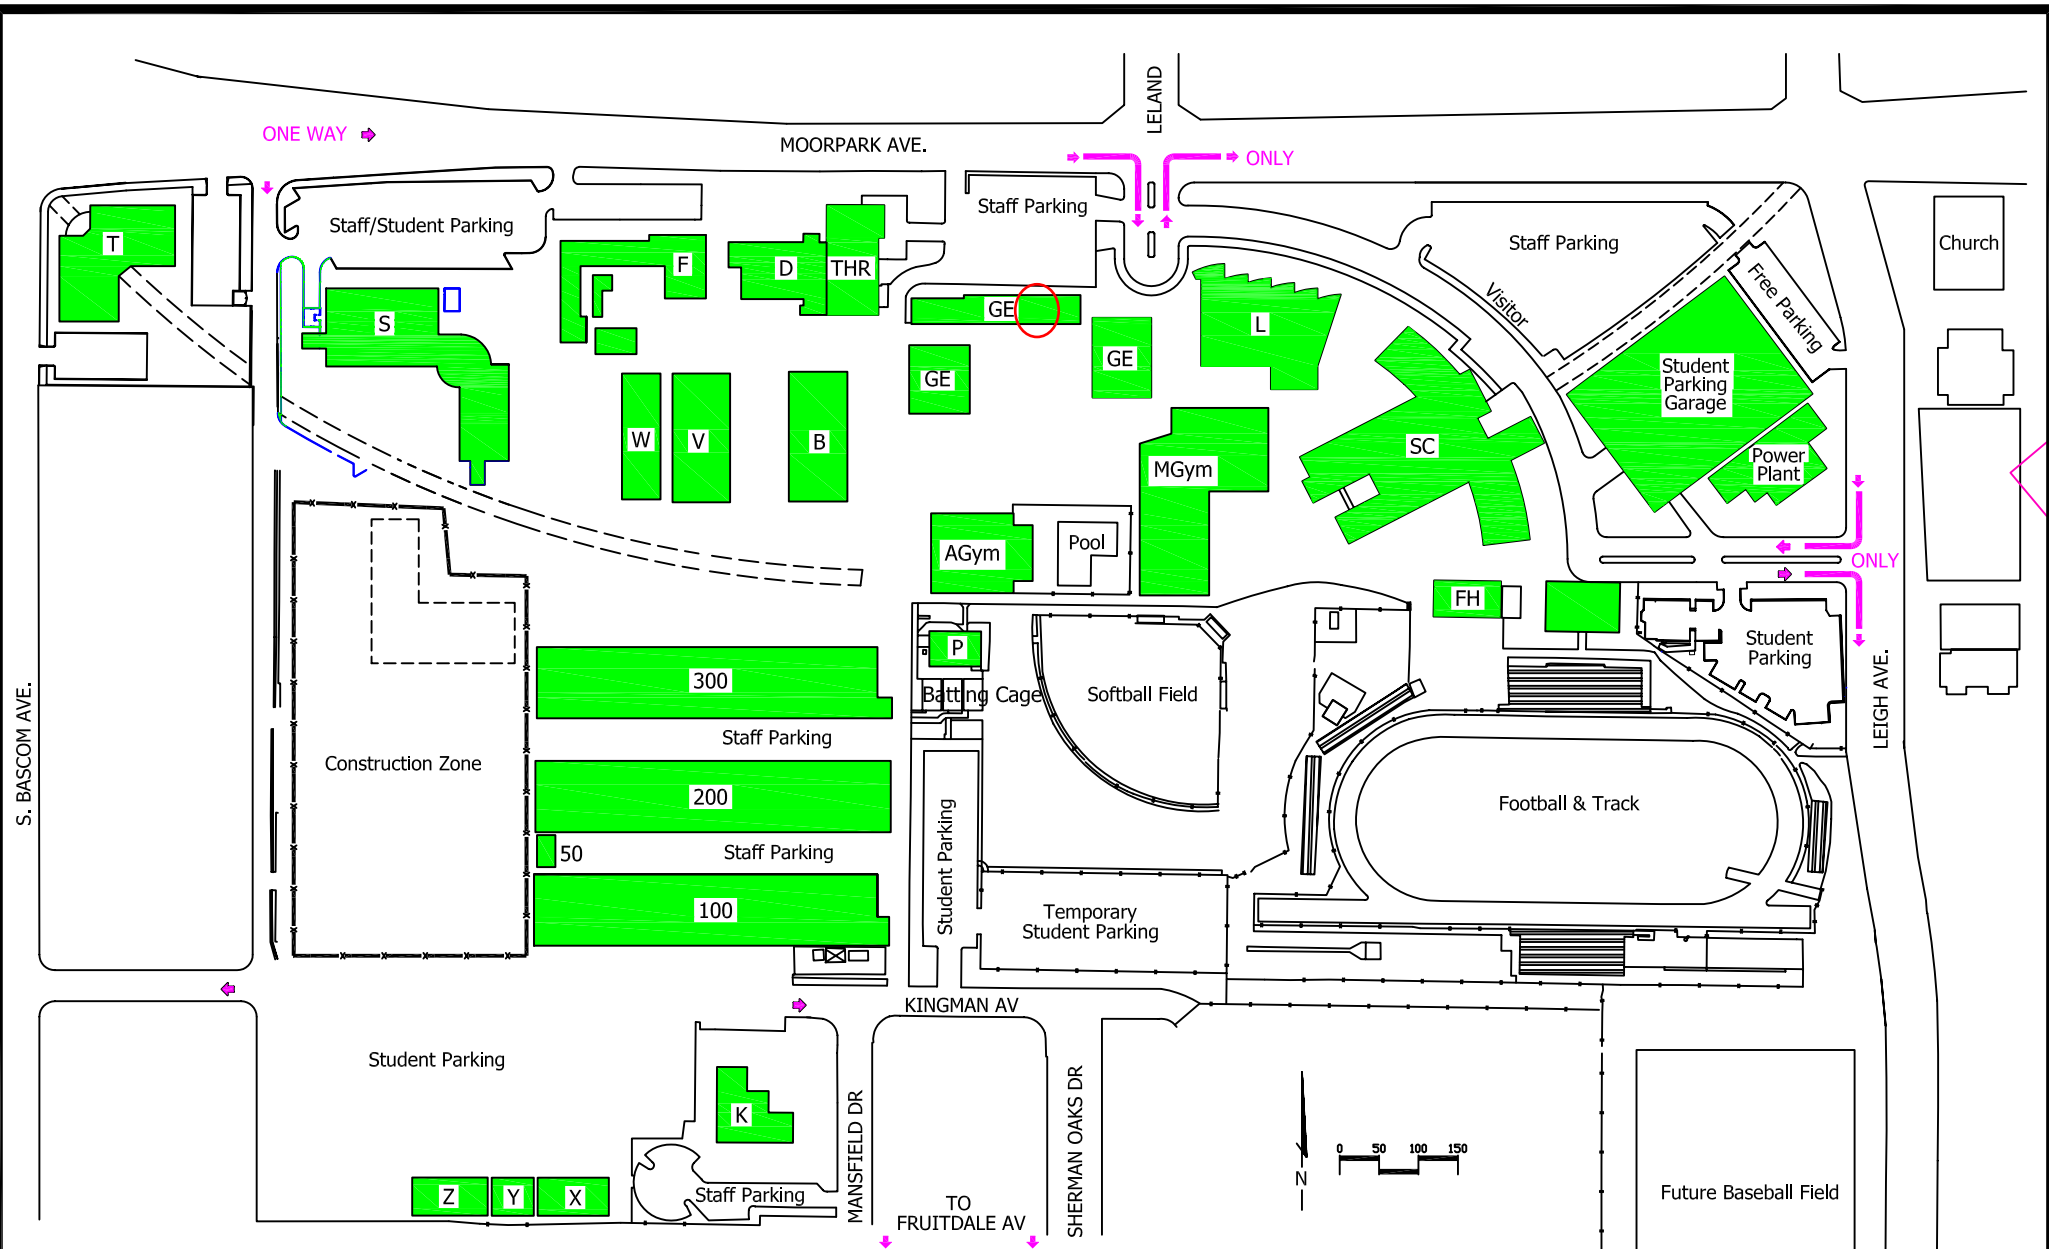 LELAND
ONE WAY
MOORPARK AVE.
ONLY
Staff Parking
Staff/Student Parking
T
F
D
THR
Staff Parking
Church
Free Parking
Visitor
GE
S
L
GE
GE
Student
Parking
Garage
W
V
B
SC
MGym
Power
Plant
AGym
Pool
ONLY
FH
P
Student
Parking
300
Batting Cage
Softball Field
LEIGH AVE.
S. BASCOM AVE.
Staff Parking
Construction Zone
200
Football & Track
50
Staff Parking
Student Parking
100
Temporary
Student Parking
KINGMAN AV
Student Parking
K
MANSFIELD DR
SHERMAN OAKS DR
0 50 100 150
N
Z
Y
X
Staff Parking
TO
FRUITDALE AV
Future Baseball Field